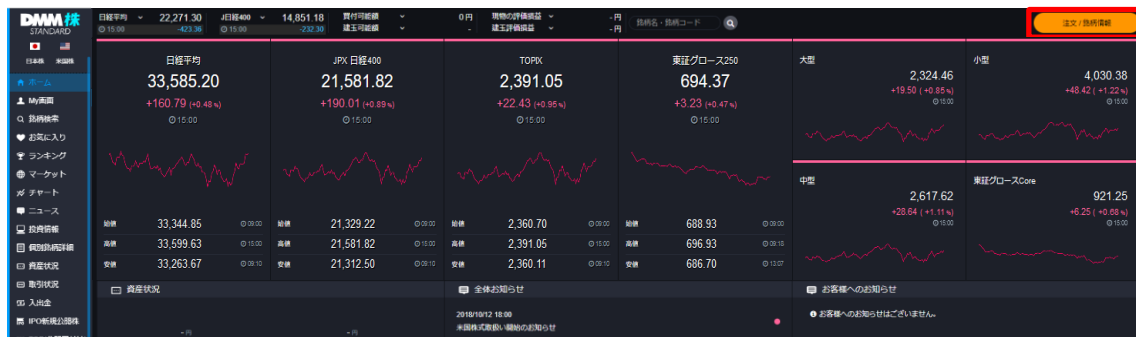 DMM株
STANDARD
日本株 米国株
日経平均 22,271.30 JPX日経400 14,851.18 買付可能額 0円 現物の評価損益 -円 銘柄名・銘柄コード 注文/銘柄情報
15:00 -423.36 15:00 -232.30 建玉可能額 - 建玉評価損益 -円
ホーム
My画面
銘柄検索
お気に入り
ランキング
マーケット
チャート
ニュース
投資情報
個別銘柄詳細
資産状況
取引状況
入出金
IPO新規公開株
日経平均
33,585.20
+160.79 (+0.48%)
15:00
始値 33,344.85 09:00
高値 33,599.63 15:00
安値 33,263.67 09:10
JPX 日経400
21,581.82
+190.01 (+0.89%)
15:00
始値 21,329.22 09:00
高値 21,581.82 15:00
安値 21,312.50 09:10
TOPIX
2,391.05
+22.43 (+0.95%)
15:00
始値 2,360.70 09:00
高値 2,391.05 15:00
安値 2,360.11 09:10
東証グロース250
694.37
+3.23 (+0.47%)
15:00
始値 688.93 09:00
高値 696.93 09:18
安値 686.70 13:07
大型
2,324.46
+19.50 (+0.85%)
15:00
小型
4,030.38
+48.42 (+1.22%)
15:00
中型
2,617.62
+28.64 (+1.11%)
15:00
東証グロースCore
921.25
+6.25 (+0.68%)
15:00
資産状況
-円 -円
全体お知らせ
2018/10/12 18:00
米国株式取扱い開始のお知らせ
お客様へのお知らせ
お客様へのお知らせはございません。